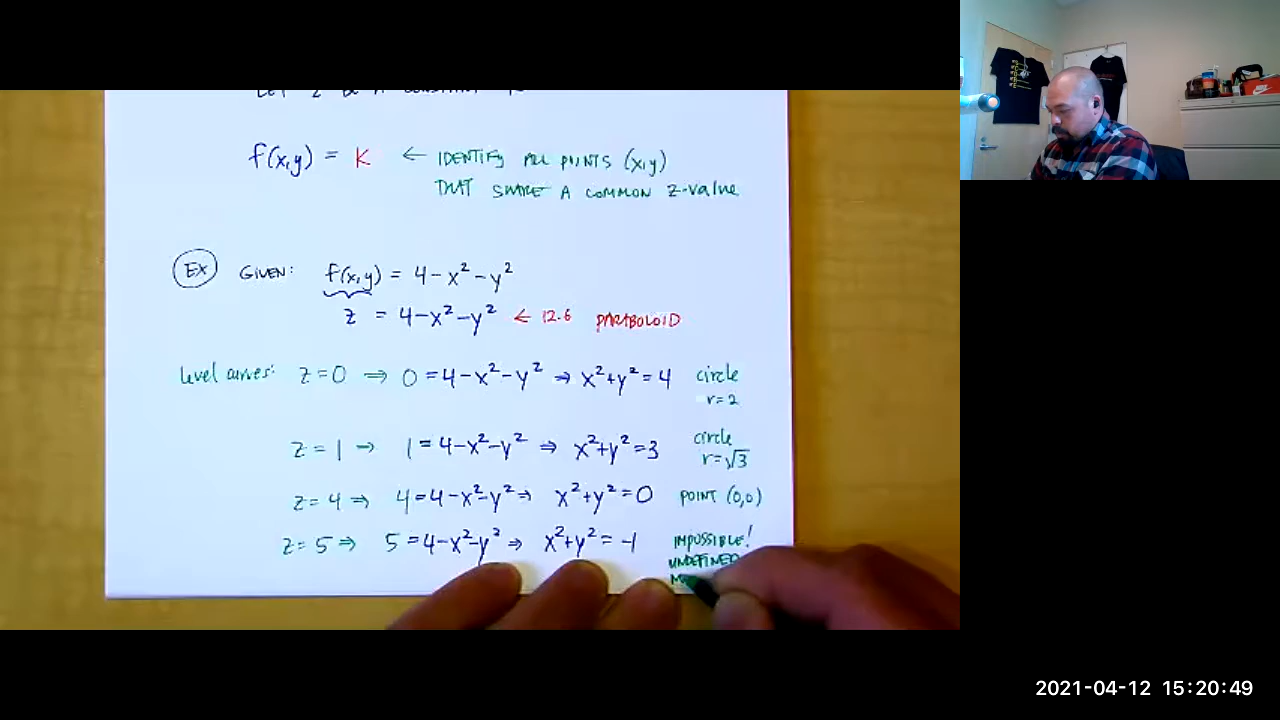 LET Z BE A CONSTANT K
f(x,y) = K ← IDENTIFY ALL POINTS (x,y)
THAT SHARE A COMMON z-value
EX GIVEN: f(x,y) = 4-x²-y²
z = 4-x²-y² ← 12.6 PARABOLOID
level curves: z=0 ⇒ 0=4-x²-y² ⇒ x²+y²=4 circle
r=2
z=1 ⇒ 1=4-x²-y² ⇒ x²+y²=3 circle
r=√3
z=4 ⇒ 4=4-x²-y² ⇒ x²+y²=0 POINT (0,0)
z=5 ⇒ 5=4-x²-y² ⇒ x²+y²=-1 IMPOSSIBLE!
UNDEFINED
2021-04-12 15:20:49